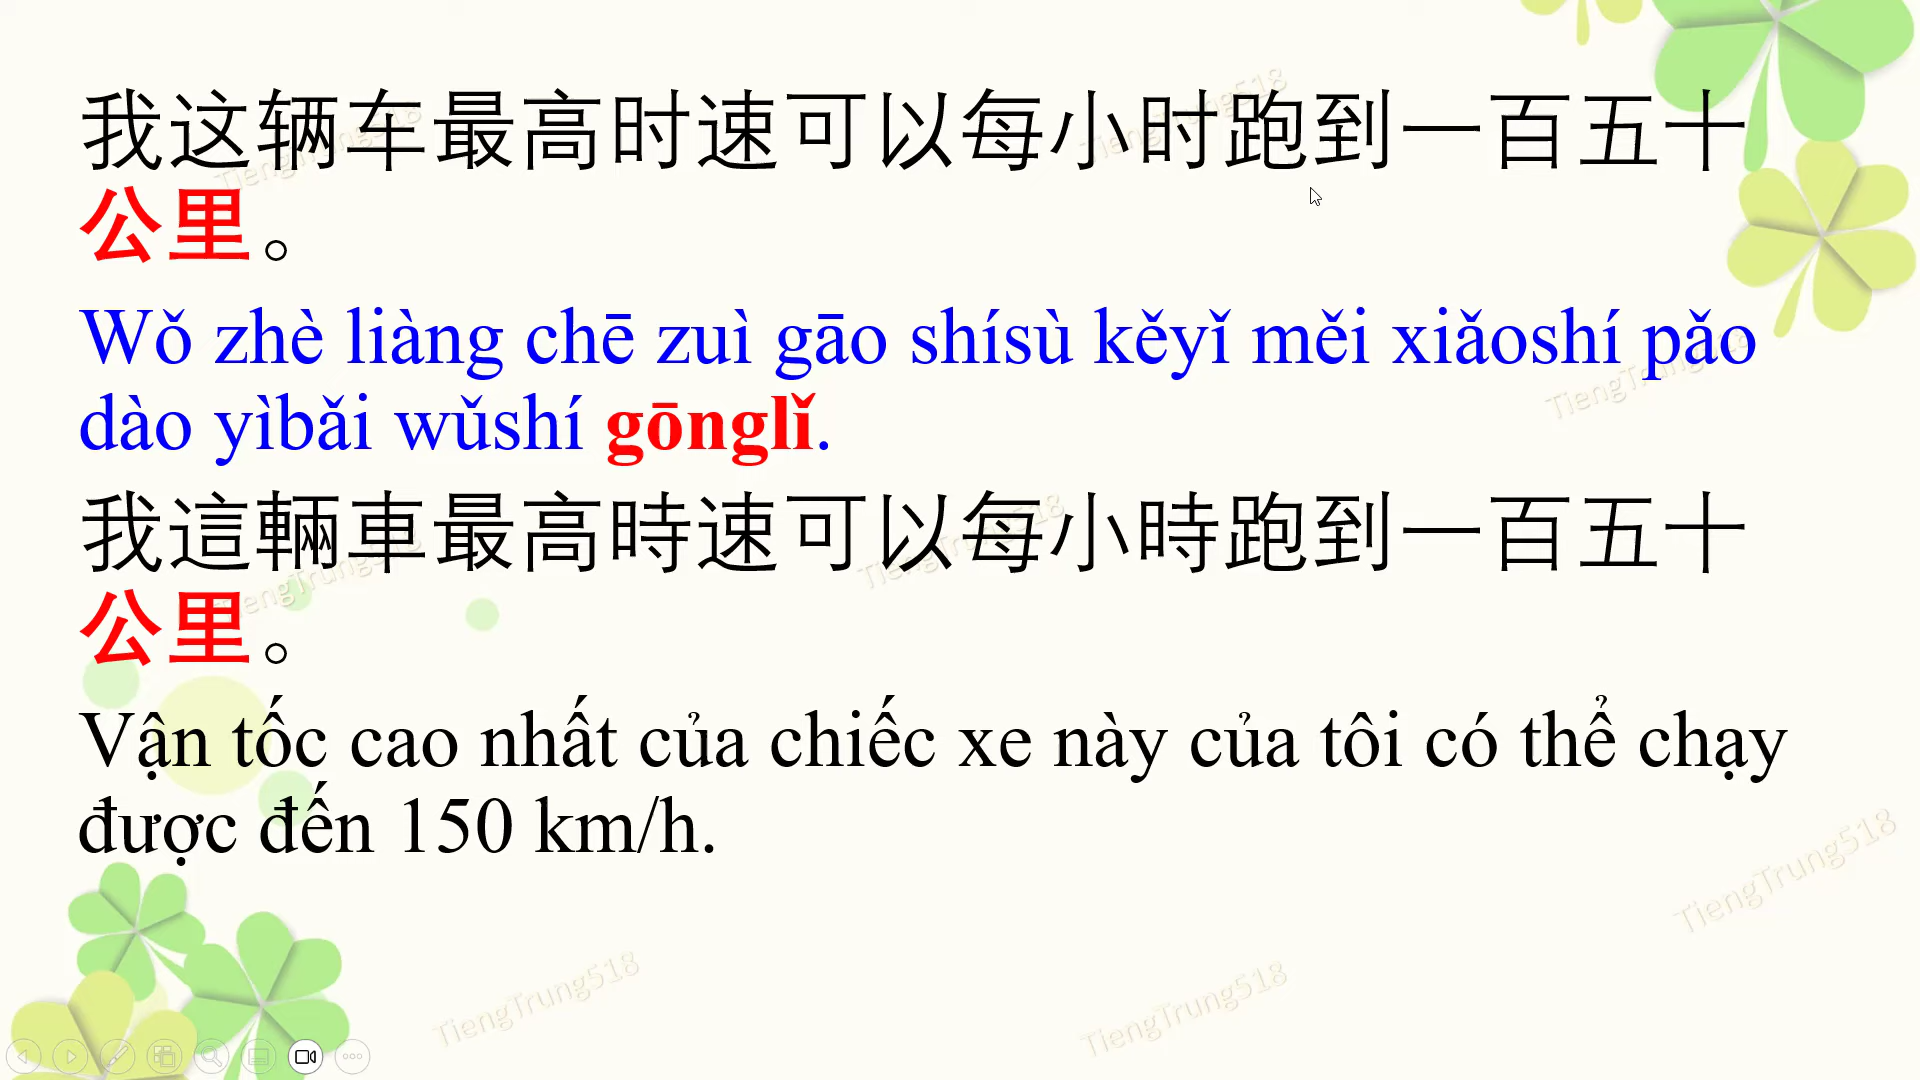 我这辆车最高时速可以每小时跑到一百五十
公里。
Wǒ zhè liàng chē zuì gāo shísù kěyǐ měi xiǎoshí pǎo
dào yìbǎi wǔshí gōnglǐ.
我這輛車最高時速可以每小時跑到一百五十
公里。
Vận tốc cao nhất của chiếc xe này của tôi có thể chạy
được đến 150 km/h.
TiengTrung518
TiengTrung518
TiengTrung518
TiengTrung518
TiengTrung518
TiengTrung518
TiengTrung518
TiengTrung518